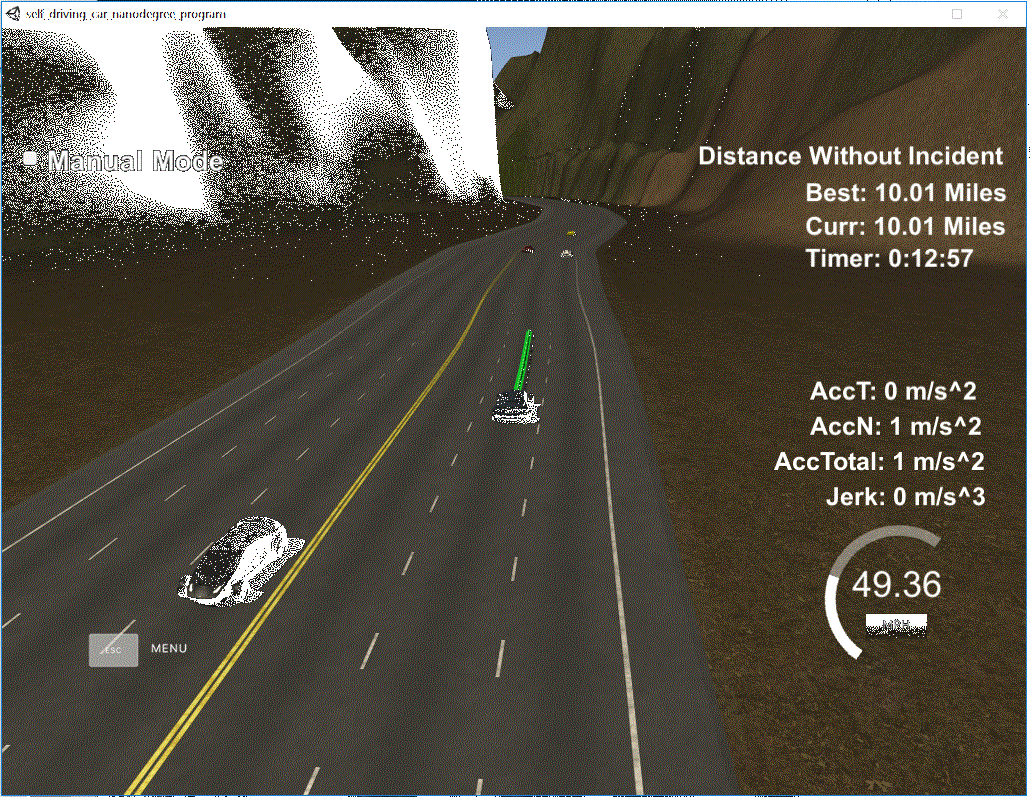 self_driving_car_nanodegree_program
Manual Mode
Distance Without Incident
Best: 10.01 Miles
Curr: 10.01 Miles
Timer: 0:12:57
AccT: 0 m/s^2
AccN: 1 m/s^2
AccTotal: 1 m/s^2
Jerk: 0 m/s^3
49.36
MPH
ESC MENU